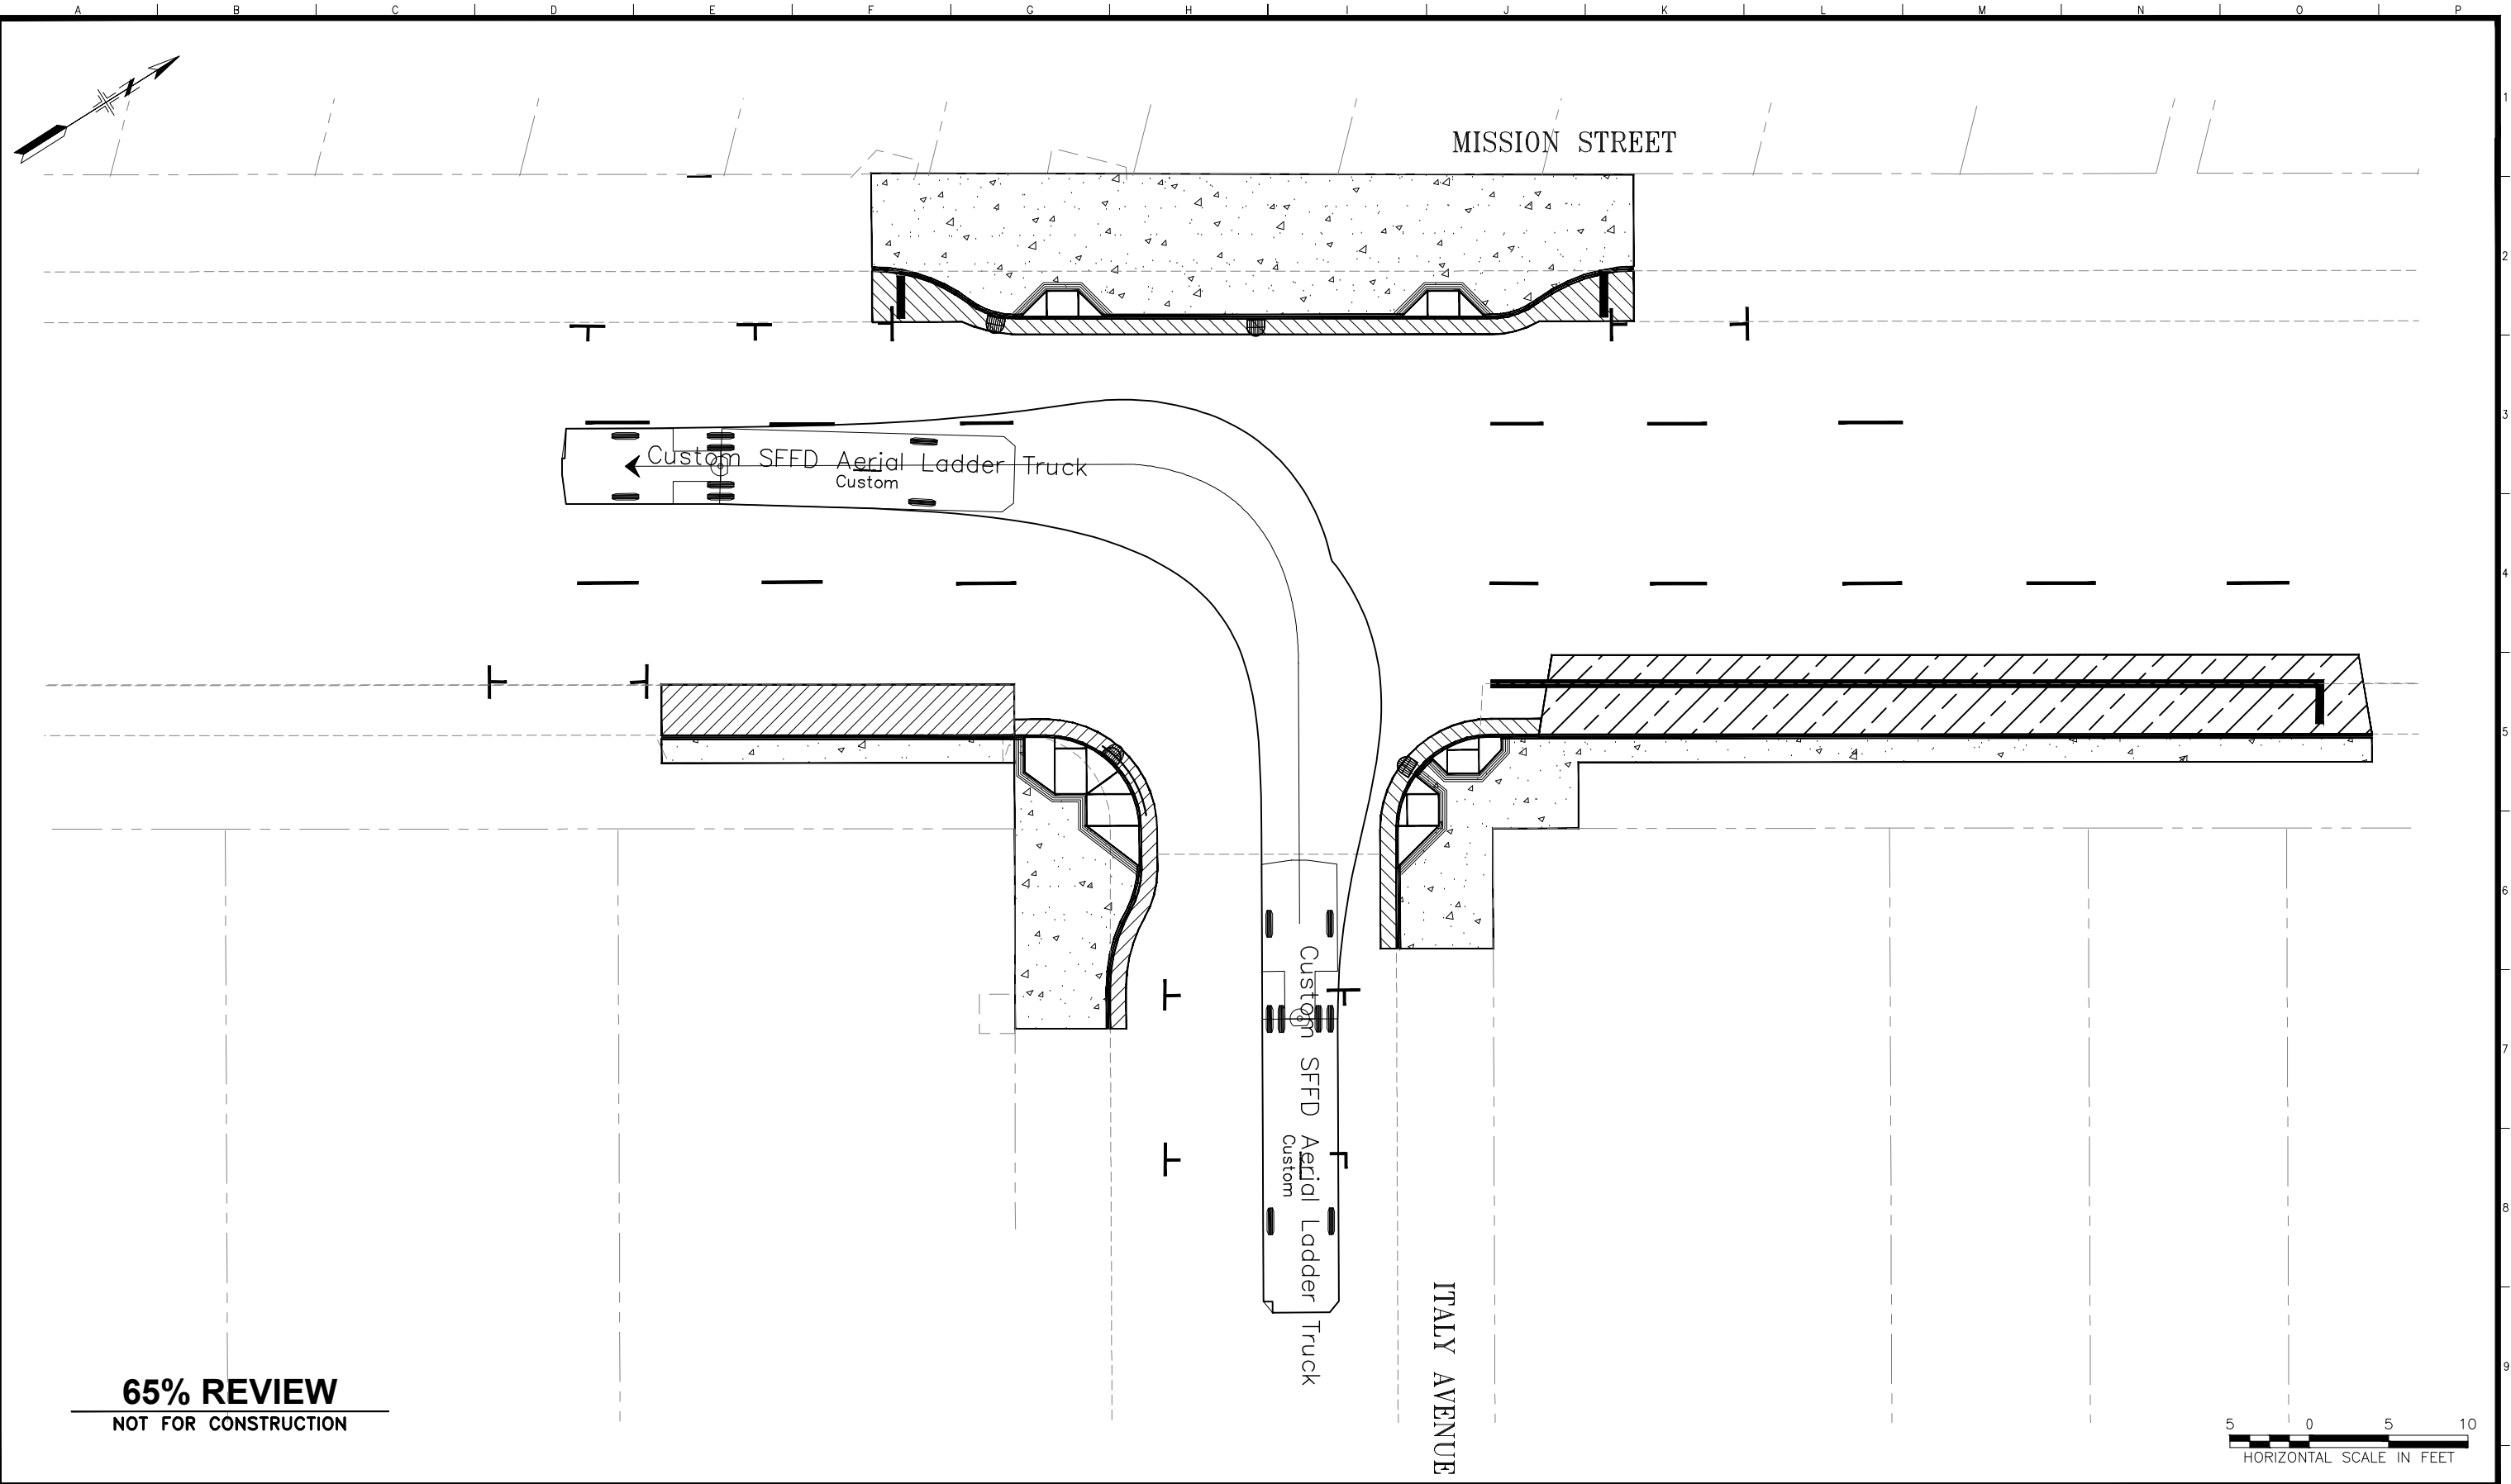 A B C D E F G H I J K L M N O P
1
N
MISSION STREET
2
3
Custom SFFD Aerial Ladder Truck
Custom
4
5
6
7
Custom SFFD Aerial Ladder Truck
Custom
8
ITALY AVENUE
9
65% REVIEW
NOT FOR CONSTRUCTION
5 0 5 10
HORIZONTAL SCALE IN FEET